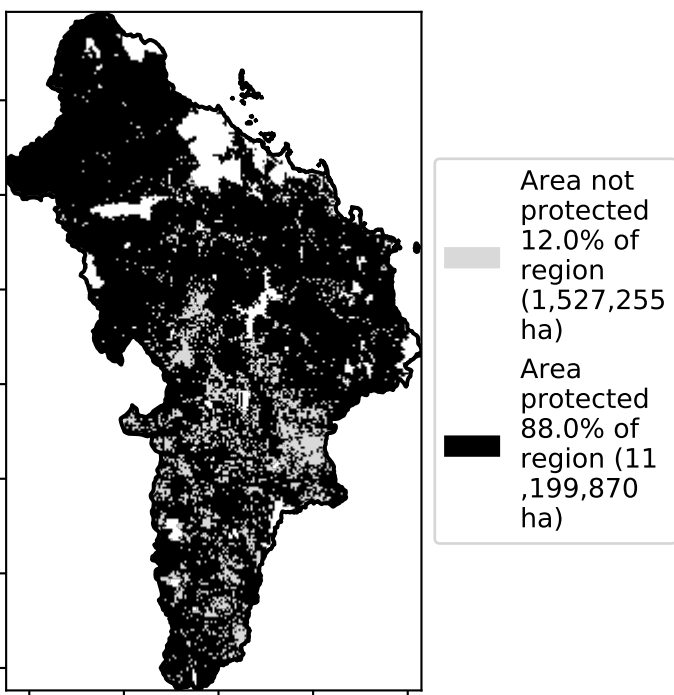 Area not
protected
12.0% of
region
(1,527,255
ha)
Area
protected
88.0% of
region (11
,199,870
ha)